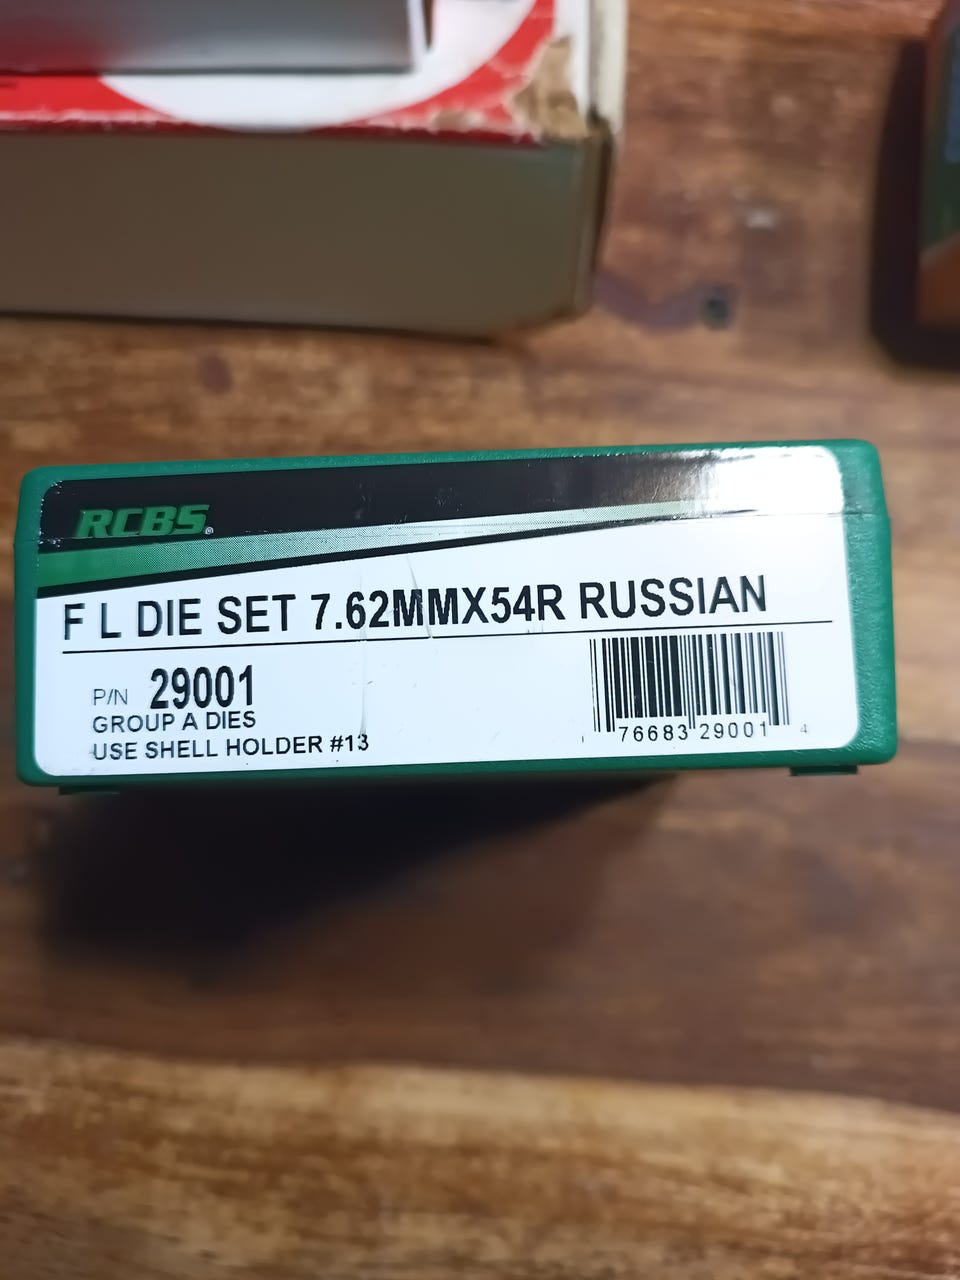 RCBS®
F L DIE SET 7.62MMX54R RUSSIAN
P/N 29001
GROUP A DIES
USE SHELL HOLDER #13
76683 29001 4